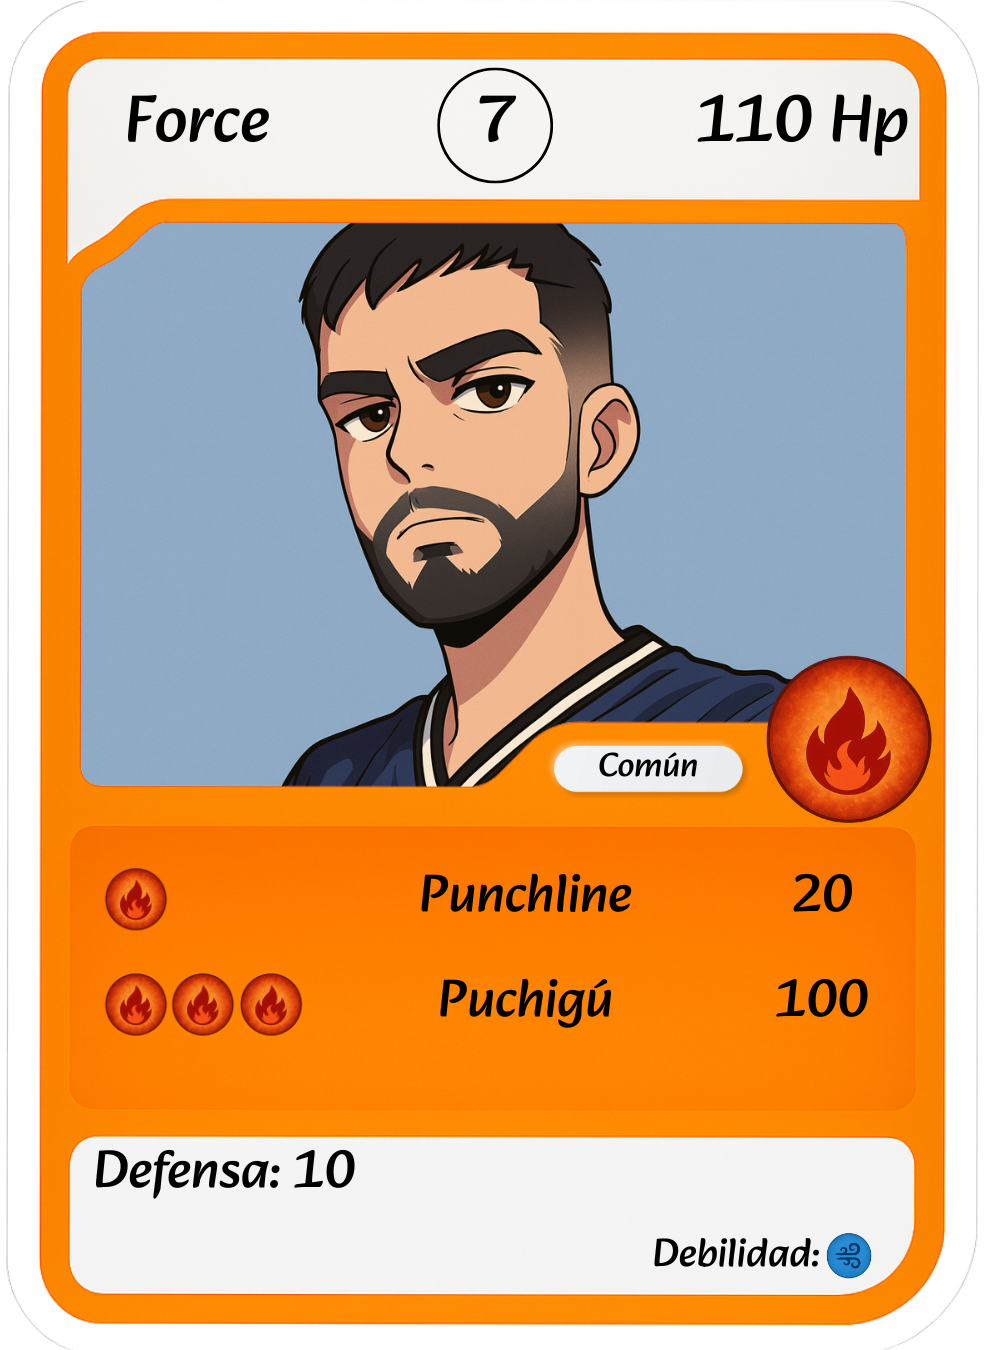 Force 7 110 Hp
Común
Punchline 20
Puchigú 100
Defensa: 10
Debilidad: